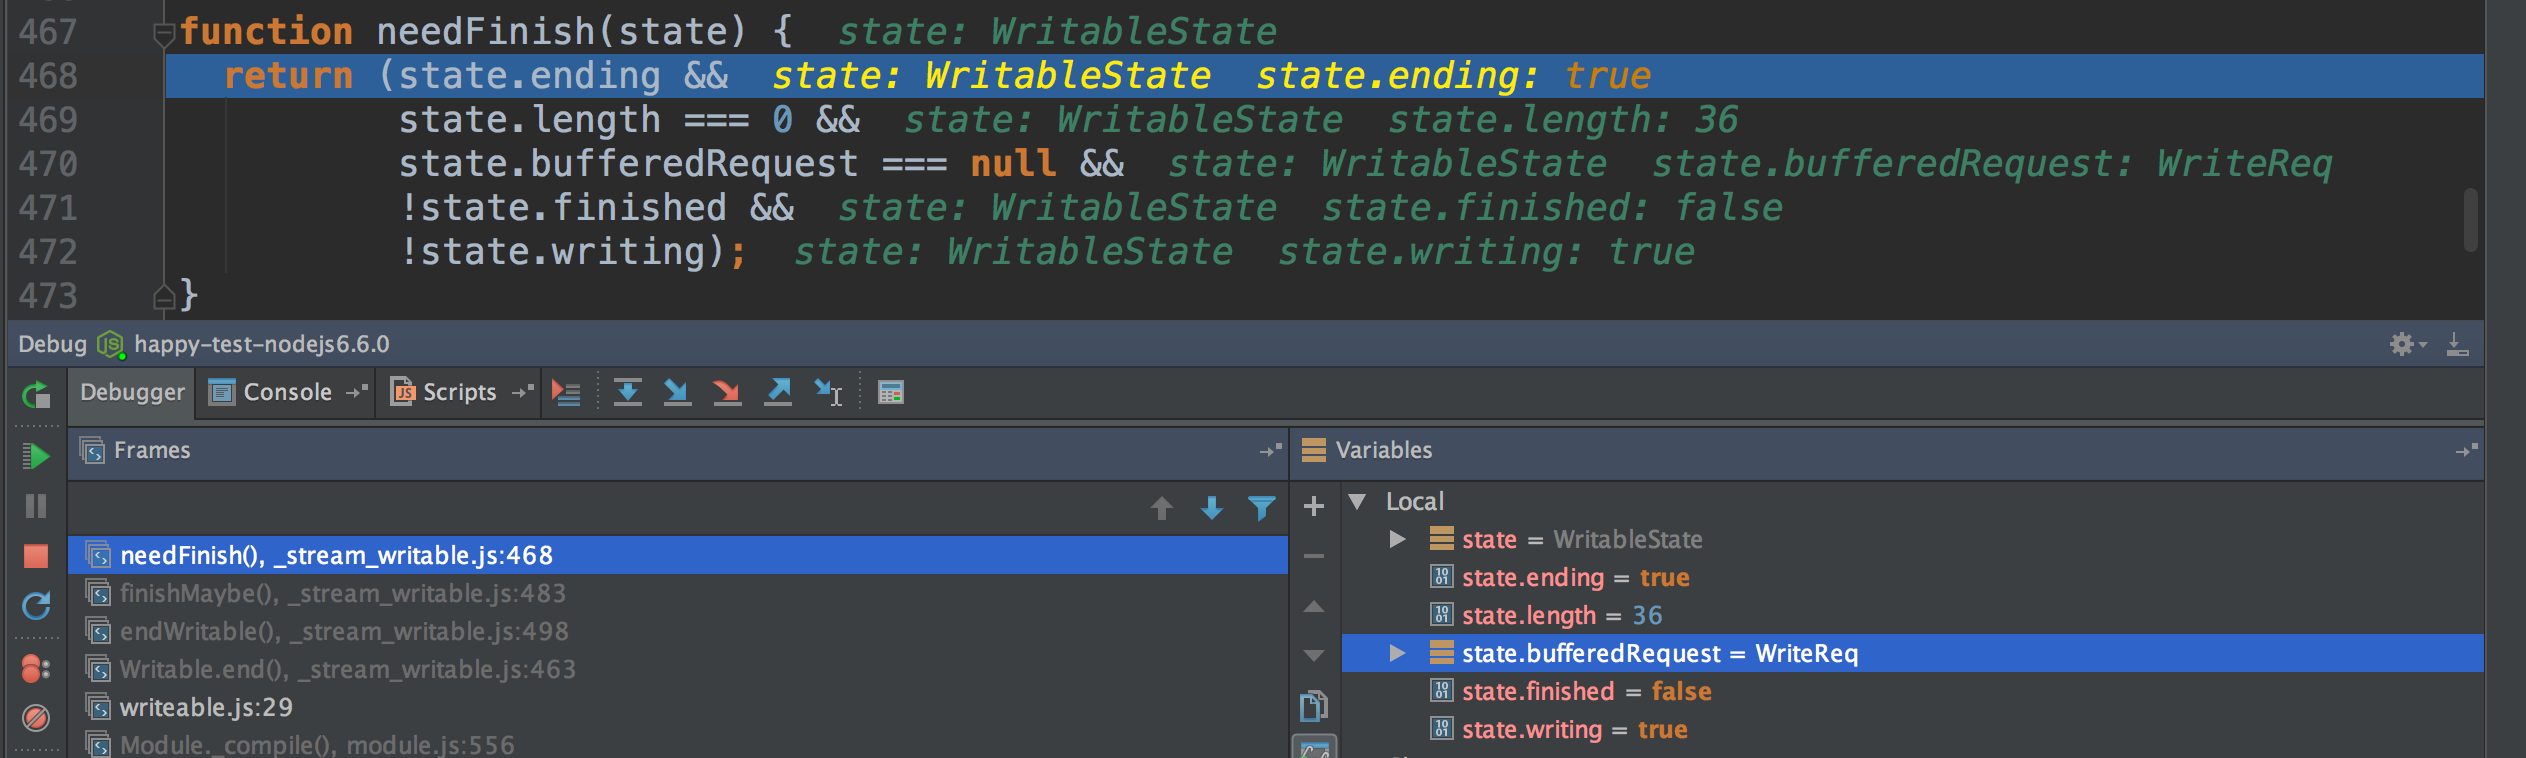 467 function needFinish(state) { state: WritableState
468 return (state.ending && state: WritableState state.ending: true
469 state.length === 0 && state: WritableState state.length: 36
470 state.bufferedRequest === null && state: WritableState state.bufferedRequest: WriteReq
471 !state.finished && state: WritableState state.finished: false
472 !state.writing); state: WritableState state.writing: true
473 }
Debug JS happy-test-nodejs6.6.0
Debugger Console JS Scripts
Frames
needFinish(), _stream_writable.js:468
finishMaybe(), _stream_writable.js:483
endWritable(), _stream_writable.js:498
Writable.end(), _stream_writable.js:463
writeable.js:29
Module._compile(), module.js:556
Variables
Local
state = WritableState
state.ending = true
state.length = 36
state.bufferedRequest = WriteReq
state.finished = false
state.writing = true